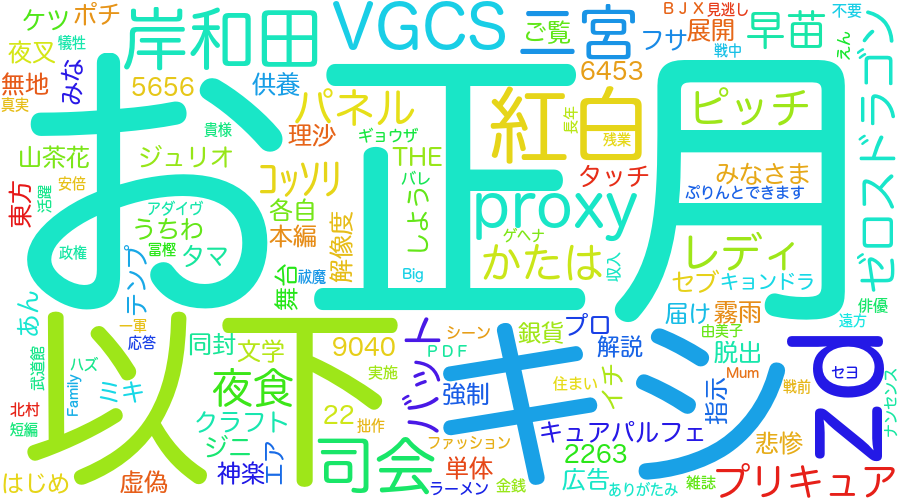 ケツ ポチ 岸和田 VGCS 二宮 ご覧 フサ ＢＪＸ 見逃し 展開 早苗 不要
夜叉 犠牲 戦中 えん
無地 みな 5656 供養 6453 ゼロスドラゴン
真実 貴様 パネル 紅白 長年 残業 ピッチ
お正月
理沙 ギョウザ
山茶花 ジュリオ THE タッチ みなさま
安倍 コッソリ バレ proxy ぷりんとできます
東方 活躍 アダイヴ 各自 しょう
うちわ 本編 解像度 ゲヘナ レディ
政権 冨樫 タマ かたは
テンプ 舞台 祓魔 Big 収入 セブ キョンドラ
あん 一軍 銀貨 プロ 届け 霧雨 俳優
以下 バット シーン キシ 由美子 遠方
武道館 ハズ ミキ 応答 同封 文学 9040 ＰＤＦ 解説 脱出 zd
Family 夜食 実施 強制 住まい イチ 指示 Mum 戦前 セヨ ナンセンス
北村 クラフト 22 拙作
短編 ジニ 司会 ファッション キュアパルフェ 悲惨
はじめ 虚偽 神楽 エア 単体 2263
ラーメン 金銭 広告 ありがたみ 雑誌 プリキュア